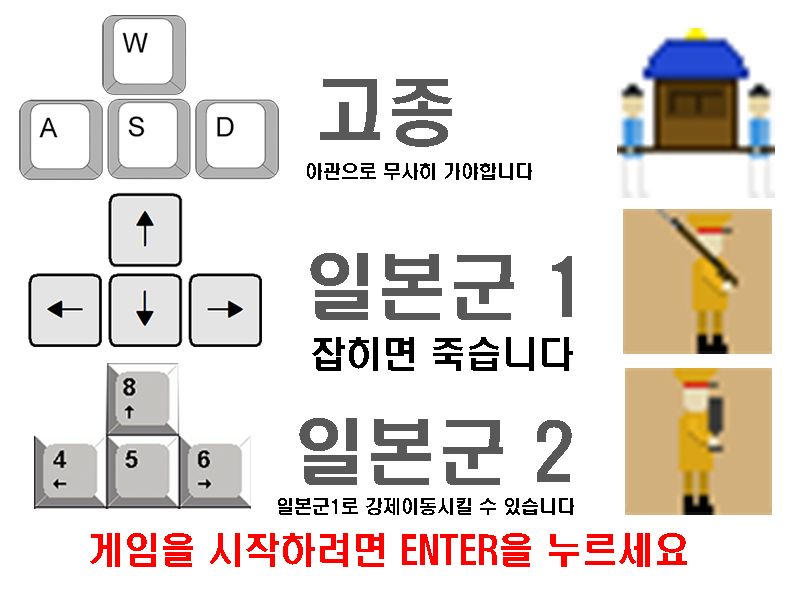 W
A S D
고종
아관으로 무사히 가야합니다
↑
← ↓ →
일본군 1
잡히면 죽습니다
8
↑
4 5 6
← →
일본군 2
일본군1로 강제이동시킬 수 있습니다
게임을 시작하려면 ENTER을 누르세요